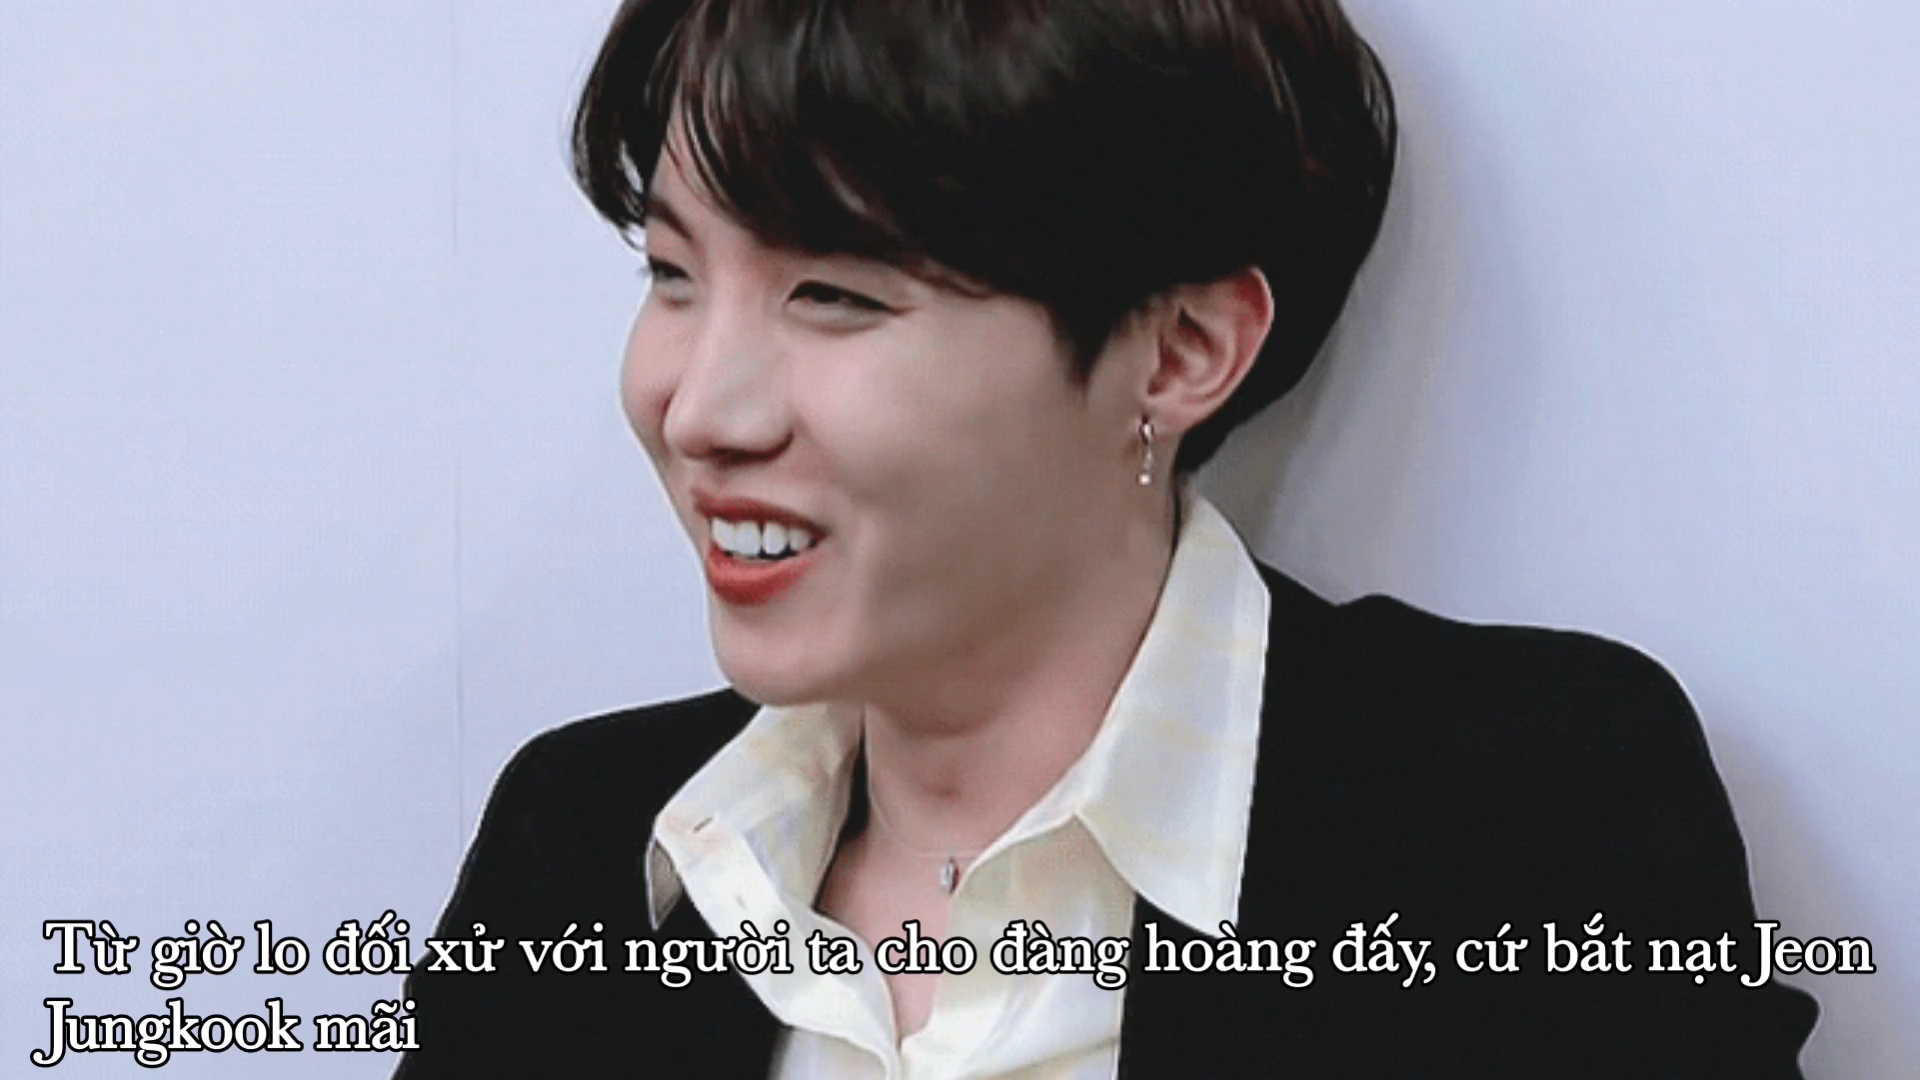 Từ giờ lo đối xử với người ta cho đàng hoàng đấy, cứ bắt nạt Jeon
Jungkook mãi